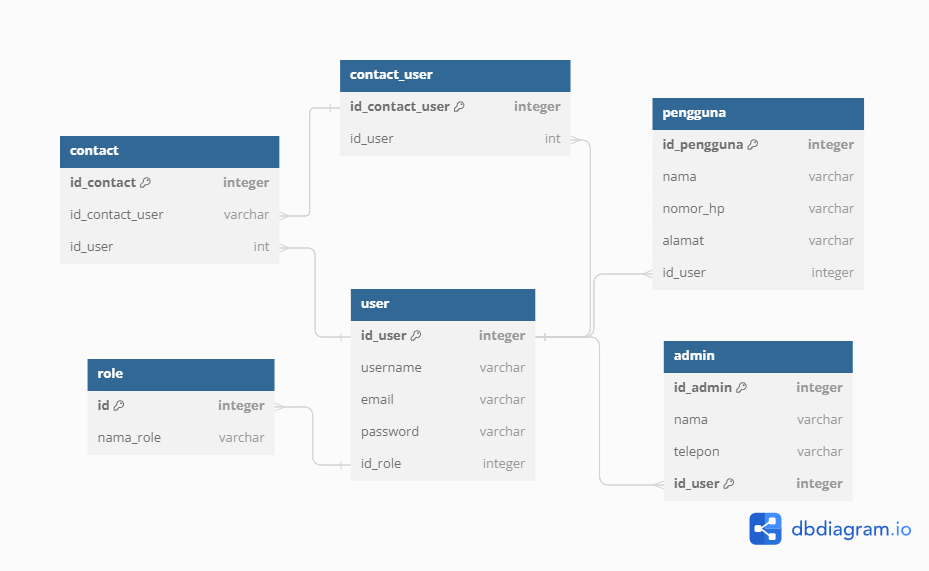 contact_user
id_contact_user integer
id_user int
pengguna
id_pengguna integer
nama varchar
nomor_hp varchar
alamat varchar
id_user integer
contact
id_contact integer
id_contact_user varchar
id_user int
user
id_user integer
username varchar
email varchar
password varchar
id_role integer
role
id integer
nama_role varchar
admin
id_admin integer
nama varchar
telepon varchar
id_user integer
dbdiagram.io